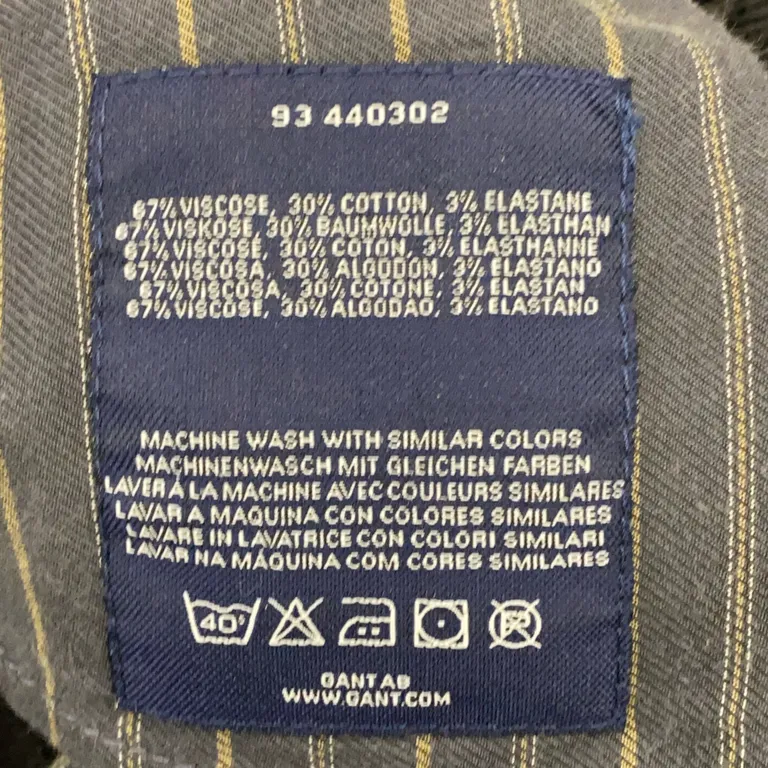 93 440302
67% VISCOSE, 30% COTTON, 3% ELASTANE
67% VISKOSE, 30% BAUMWOLLE, 3% ELASTHAN
67% VISCOSE, 30% COTON, 3% ELASTHANNE
67% VISCOSA, 30% ALGODON, 3% ELASTANO
67% VISCOSA, 30% COTONE, 3% ELASTAN
67% VISCOSE, 30% ALGODAO, 3% ELASTANO
MACHINE WASH WITH SIMILAR COLORS
MACHINENWASCH MIT GLEICHEN FARBEN
LAVER À LA MACHINE AVEC COULEURS SIMILARES
LAVAR A MAQUINA CON COLORES SIMILARES
LAVARE IN LAVATRICE CON COLORI SIMILARI
LAVAR NA MÁQUINA COM CORES SIMILARES
40°
GANT AB
WWW.GANT.COM